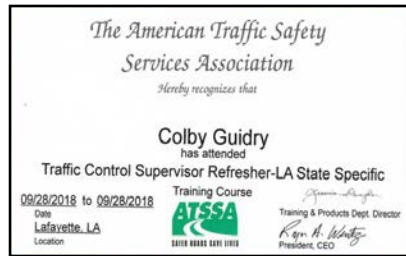 The American Traffic Safety
Services Association
Hereby recognizes that
Colby Guidry
has attended
Traffic Control Supervisor Refresher-LA State Specific
Training Course
09/28/2018 to 09/28/2018
Date
Lafayette, LA
Location
ATSSA
SAFER ROADS SAVE LIVES
Training & Products Dept. Director
President, CEO